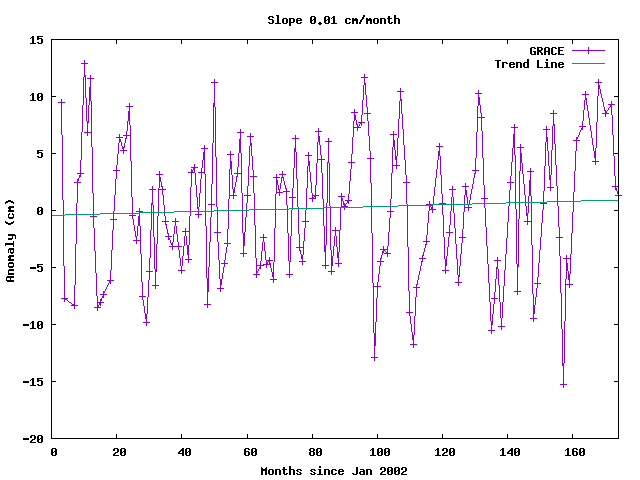 Slope 0.01 cm/month
GRACE
Trend Line
15
10
5
0
-5
-10
-15
-20
Anomaly (cm)
0 20 40 60 80 100 120 140 160
Months since Jan 2002